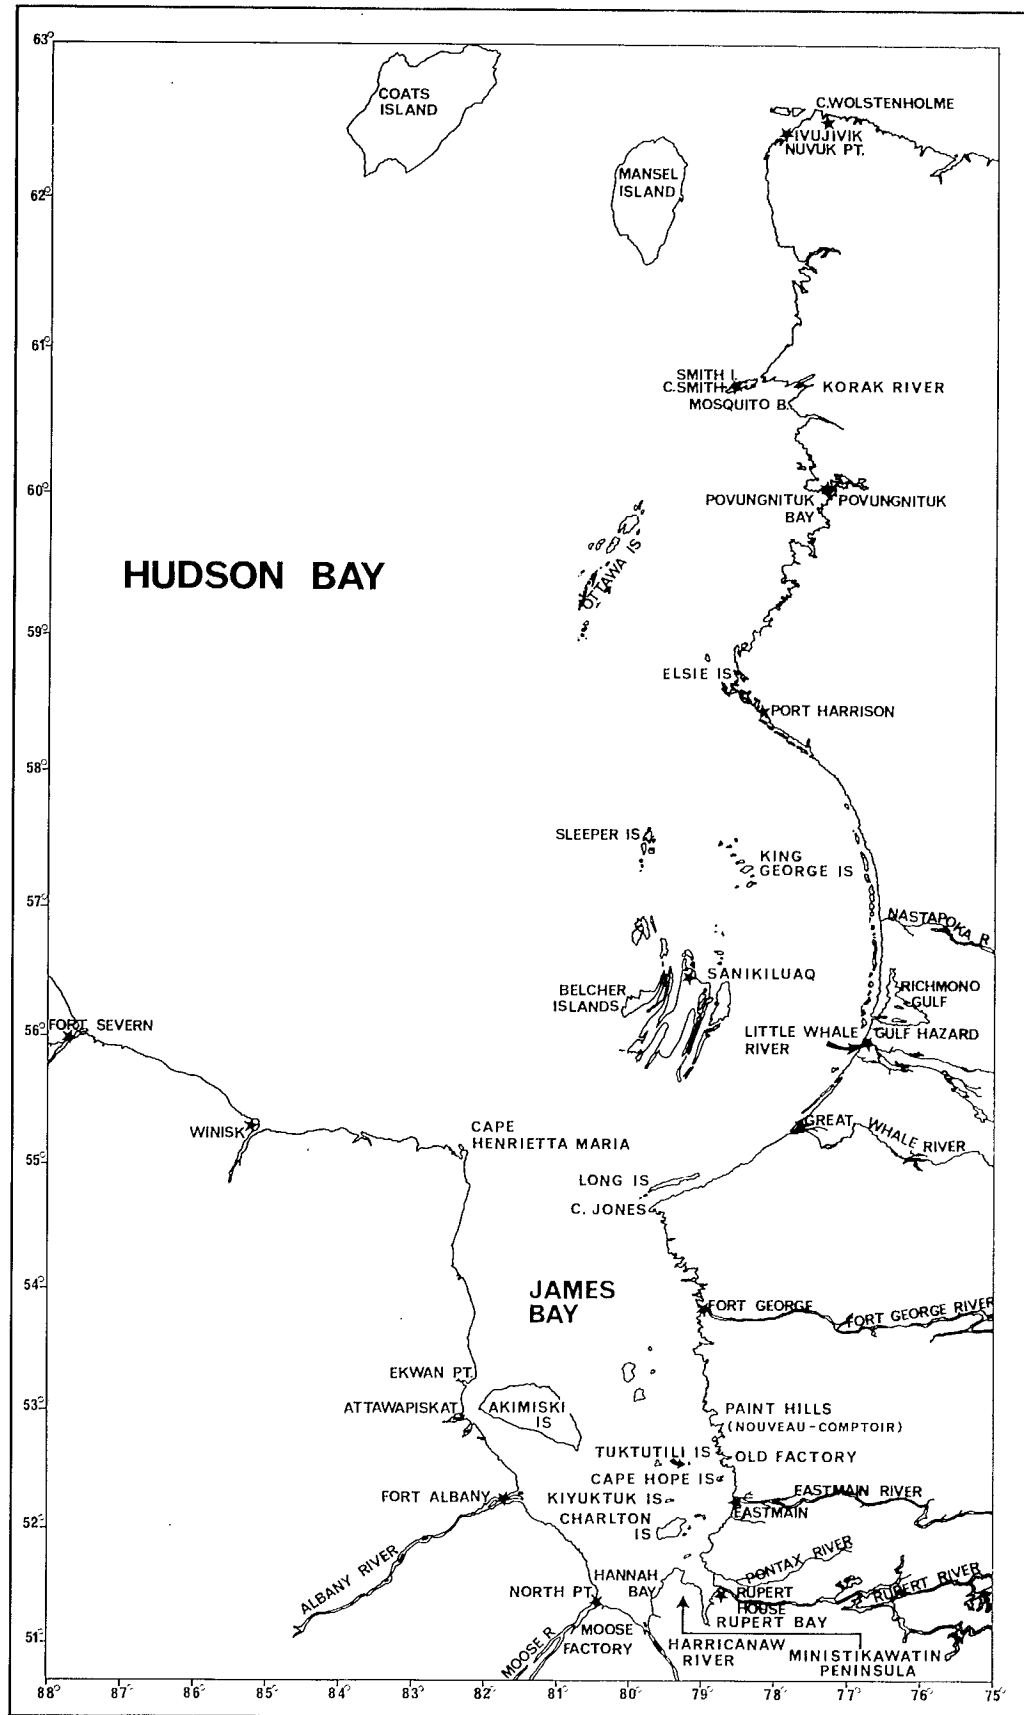 63°
COATS
ISLAND
C.WOLSTENHOLME
IVUJIVIK
NUVUK PT.
MANSEL
ISLAND
62°
61°
SMITH I.
C.SMITH
KORAK RIVER
MOSQUITO B.
60°
POVUNGNITUK
BAY
POVUNGNITUK
OTTAWA IS
HUDSON BAY
59°
ELSIE IS
PORT HARRISON
58°
SLEEPER IS
KING
GEORGE IS
57°
NASTAPOKA R.
SANIKILUAQ
BELCHER
ISLANDS
RICHMONO
GULF
56°
FORT SEVERN
LITTLE WHALE
RIVER
GULF HAZARD
WINISK
CAPE
HENRIETTA MARIA
GREAT WHALE RIVER
55°
LONG IS
C. JONES
54°
JAMES
BAY
FORT GEORGE
FORT GEORGE RIVER
EKWAN PT.
53°
ATTAWAPISKAT
AKIMISKI
IS
PAINT HILLS
(NOUVEAU-COMPTOIR)
TUKTUTILI IS
OLD FACTORY
CAPE HOPE IS
FORT ALBANY
KIYUKTUK IS
EASTMAIN RIVER
EASTMAIN
52°
CHARLTON
IS
ALBANY RIVER
PONTAX RIVER
HANNAH
BAY
NORTH PT.
RUPERT
HOUSE
RUPERT RIVER
RUPERT BAY
51°
MOOSE R.
MOOSE
FACTORY
HARRICANAW
RIVER
MINISTIKAWATIN
PENINSULA
88° 87° 85° 84° 83° 82° 81° 80° 79° 78° 77° 76° 75°